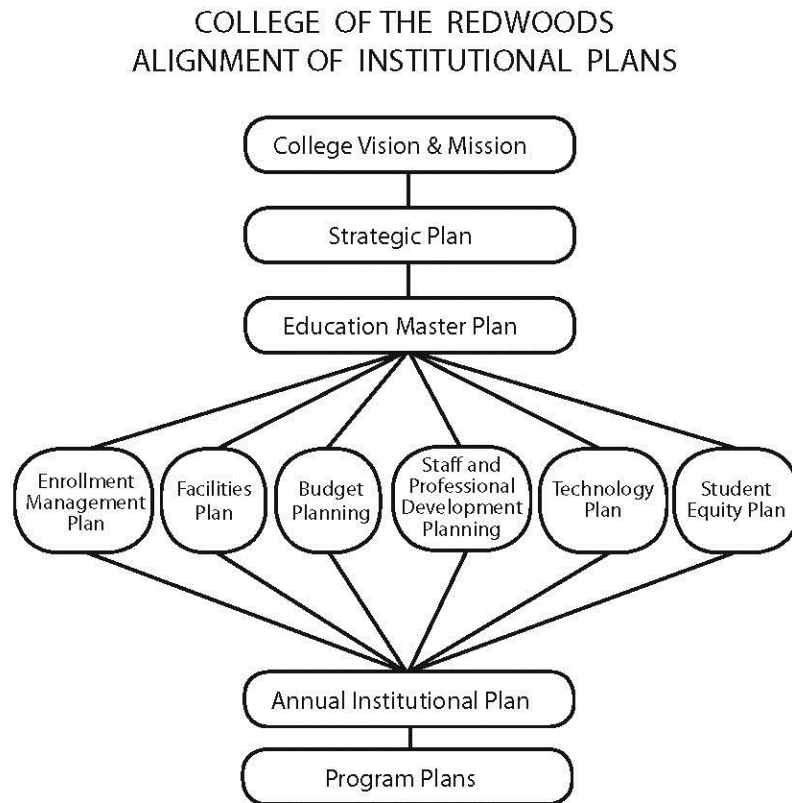 COLLEGE OF THE REDWOODS
ALIGNMENT OF INSTITUTIONAL PLANS
College Vision & Mission
Strategic Plan
Education Master Plan
Enrollment
Management
Plan
Facilities
Plan
Budget
Planning
Staff and
Professional
Development
Planning
Technology
Plan
Student
Equity Plan
Annual Institutional Plan
Program Plans